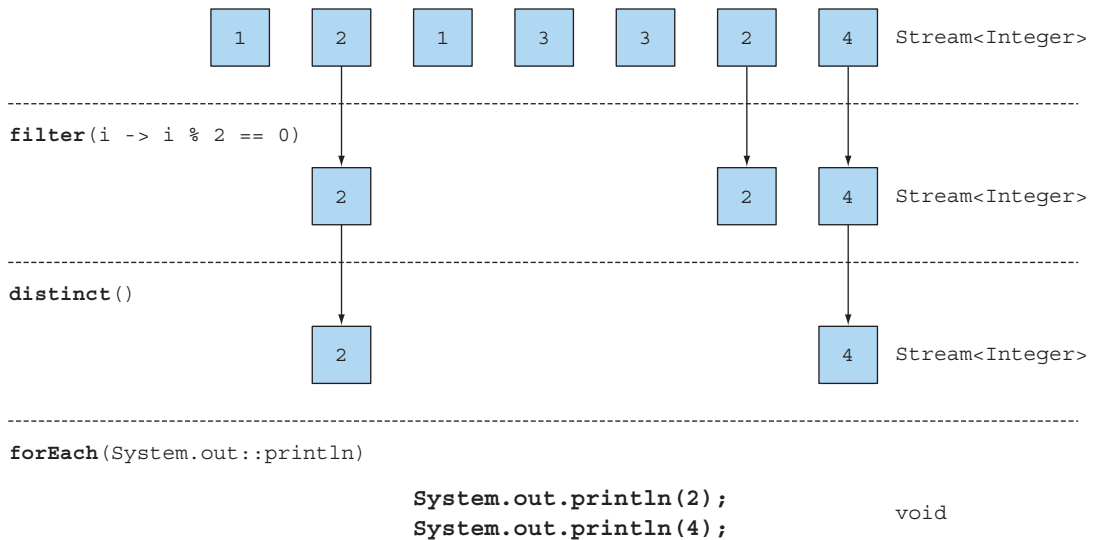 1 2 1 3 3 2 4 Stream<Integer>
filter(i -> i % 2 == 0)
2 2 4 Stream<Integer>
distinct()
2 4 Stream<Integer>
forEach(System.out::println)
System.out.println(2);
System.out.println(4);
void